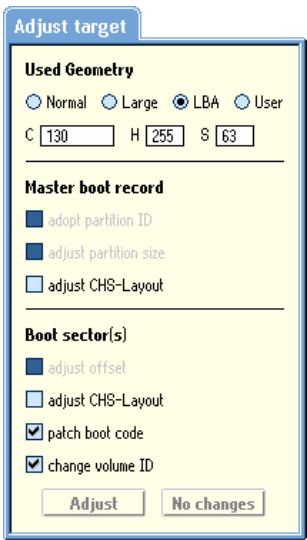 Adjust target
Used Geometry
Normal Large LBA User
C 130 H 255 S 63
Master boot record
adopt partition ID
adjust partition size
adjust CHS-Layout
Boot sector(s)
adjust offset
adjust CHS-Layout
patch boot code
change volume ID
Adjust No changes